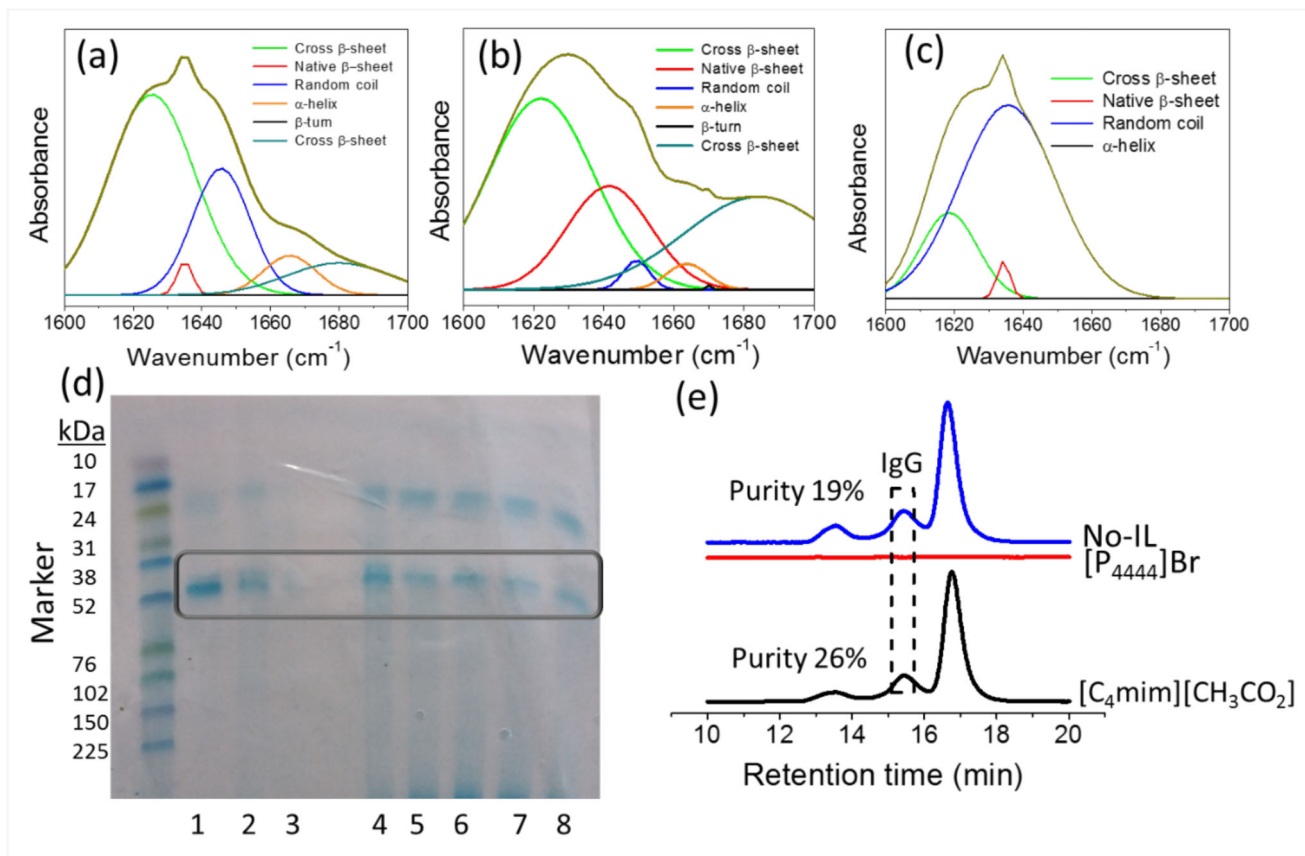 (a)
Cross β-sheet
Native β–sheet
Random coil
α-helix
β-turn
Cross β-sheet
Absorbance
1600 1620 1640 1660 1680 1700
Wavenumber (cm⁻¹)
(b)
Cross β-sheet
Native β-sheet
Random coil
α-helix
β-turn
Cross β-sheet
Absorbance
1600 1620 1640 1660 1680 1700
Wavenumber (cm⁻¹)
(c)
Cross β-sheet
Native β-sheet
Random coil
α-helix
Absorbance
1600 1620 1640 1660 1680 1700
Wavenumber (cm⁻¹)
(d)
kDa
10
17
24
31
38
52
76
102
150
225
Marker
1 2 3 4 5 6 7 8
(e)
IgG
Purity 19%
No-IL
[P₄₄₄₄]Br
Purity 26%
[C₄mim][CH₃CO₂]
10 12 14 16 18 20
Retention time (min)